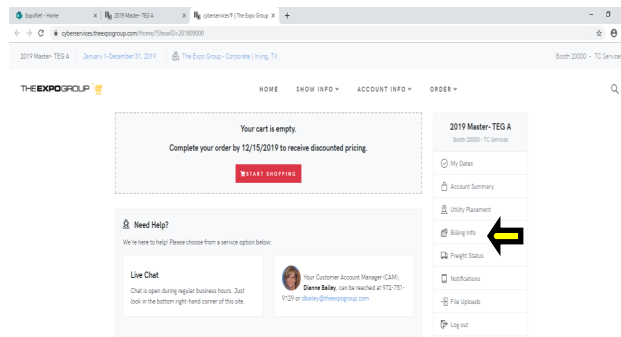 ExpoNet - Home
2019 Master- TEG A
cyberservices® | The Expo Group
cyberservices.theexpogroup.com/Home/?ShowID=201809800
2019 Master- TEG A January 1- December 31, 2019 The Expo Group - Corporate | Irving, TX Booth 20000 - TC Services
THEEXPOGROUP HOME SHOW INFO ACCOUNT INFO ORDER
Your cart is empty.
Complete your order by 12/15/2019 to receive discounted pricing.
START SHOPPING
Need Help?
We're here to help! Please choose from a service option below:
Live Chat
Chat is open during regular business hours. Just
look in the bottom right-hand corner of this site.
Your Customer Account Manager (CAM),
Dianne Bailey, can be reached at 972-751-
9129 or dbailey@theexpogroup.com
2019 Master- TEG A
Booth 20000 - TC Services
My Dates
Account Summary
Utility Placement
Billing Info
Freight Status
Notifications
File Uploads
Log out